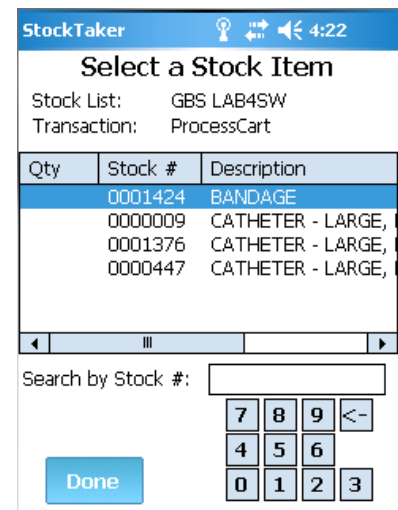 StockTaker 4:22
Select a Stock Item
Stock List: GBS LAB4SW
Transaction: ProcessCart
Qty Stock # Description
0001424 BANDAGE
0000009 CATHETER - LARGE,
0001376 CATHETER - LARGE,
0000447 CATHETER - LARGE,
Search by Stock #:
7 8 9 <-
4 5 6
Done 0 1 2 3